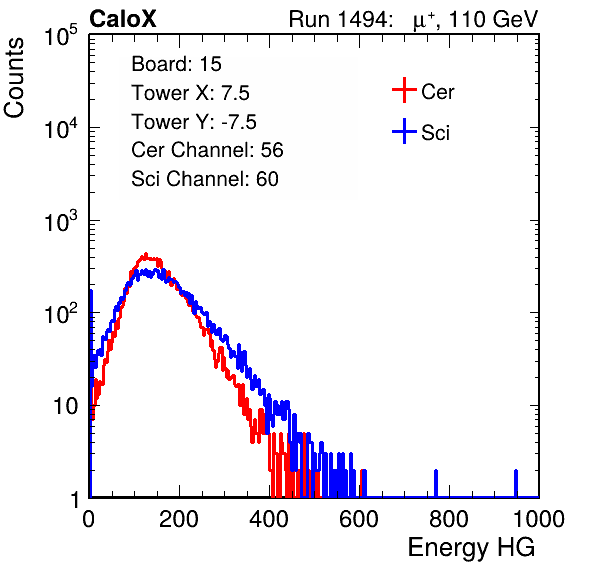 CaloX Run 1494: μ⁺, 110 GeV
Counts
10⁵
10⁴
10³
10²
10
1
Board: 15
Tower X: 7.5
Tower Y: -7.5
Cer Channel: 56
Sci Channel: 60
Cer
Sci
0 200 400 600 800 1000
Energy HG